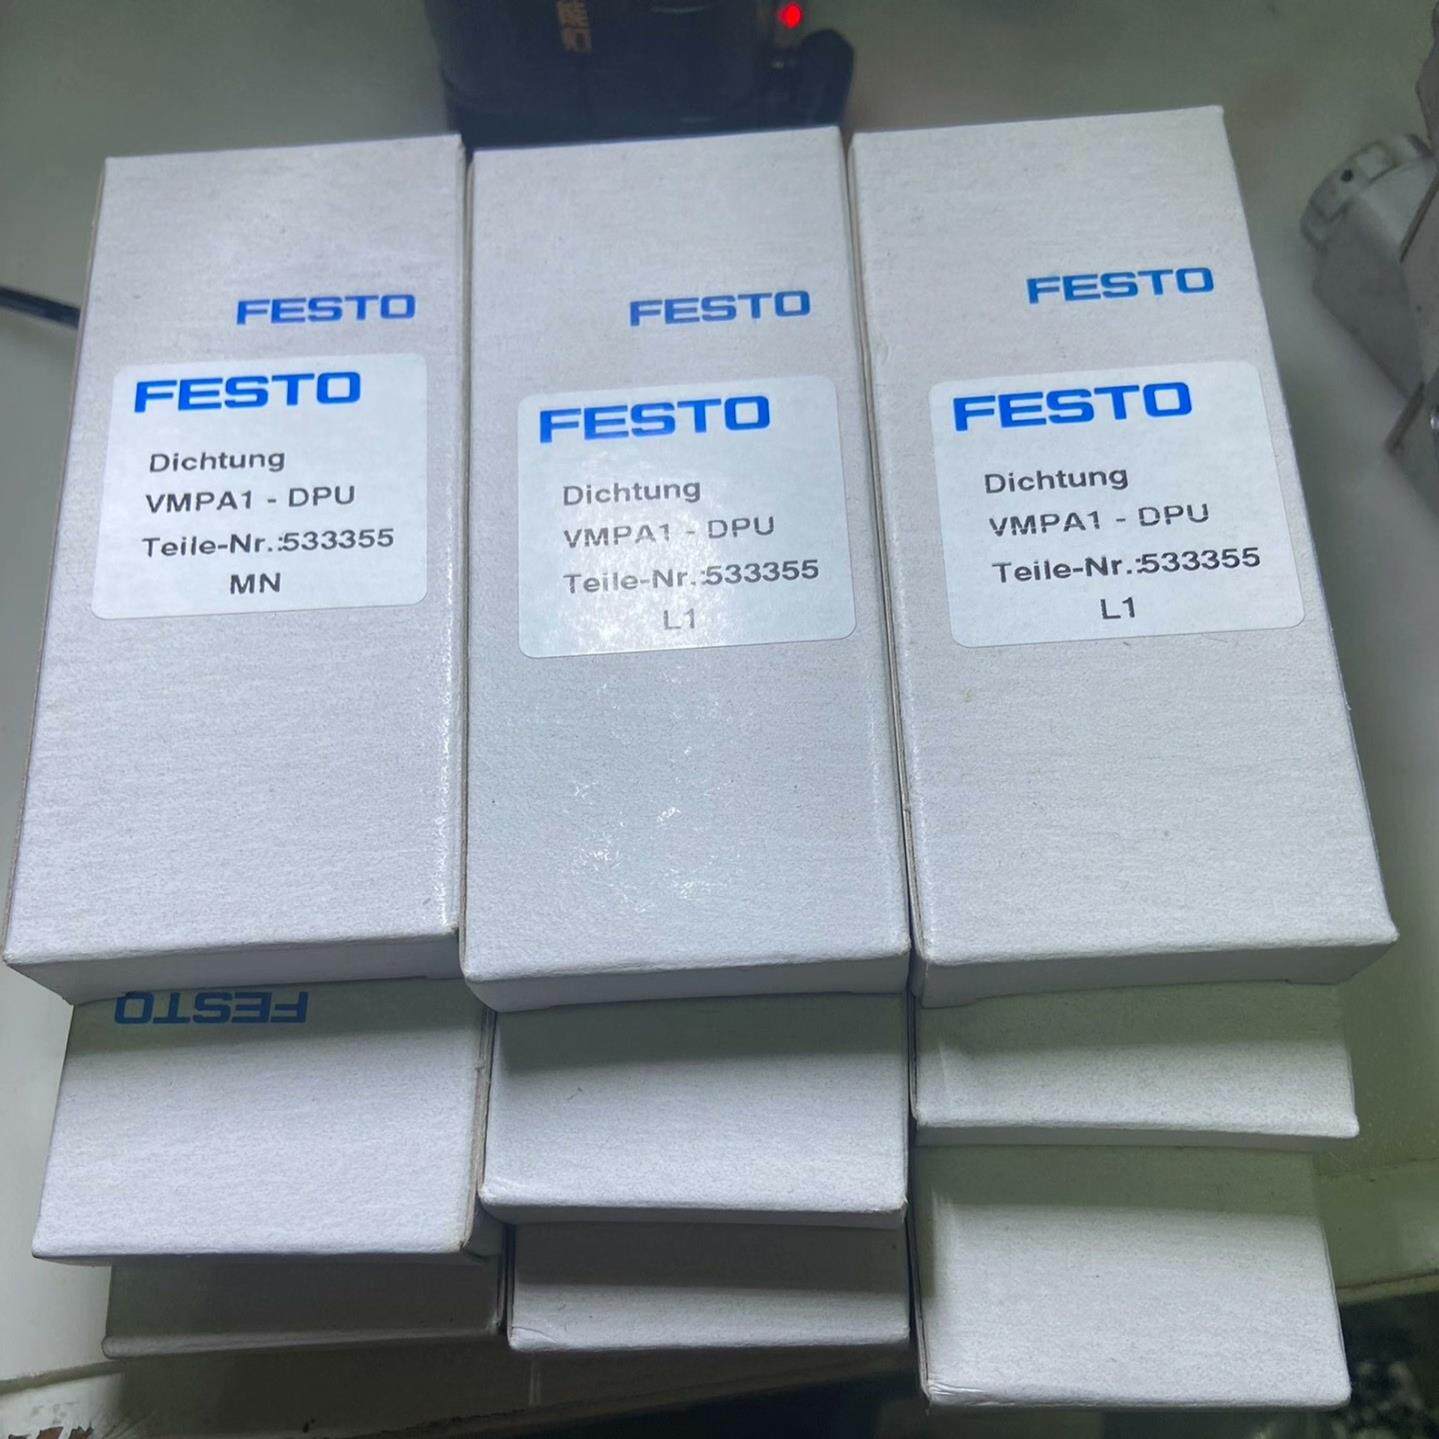 FESTO
FESTO
Dichtung
VMPA1 - DPU
Teile-Nr.:533355
MN
FESTO
FESTO
Dichtung
VMPA1 - DPU
Teile-Nr.:533355
L1
FESTO
FESTO
Dichtung
VMPA1 - DPU
Teile-Nr.:533355
L1
FESTO